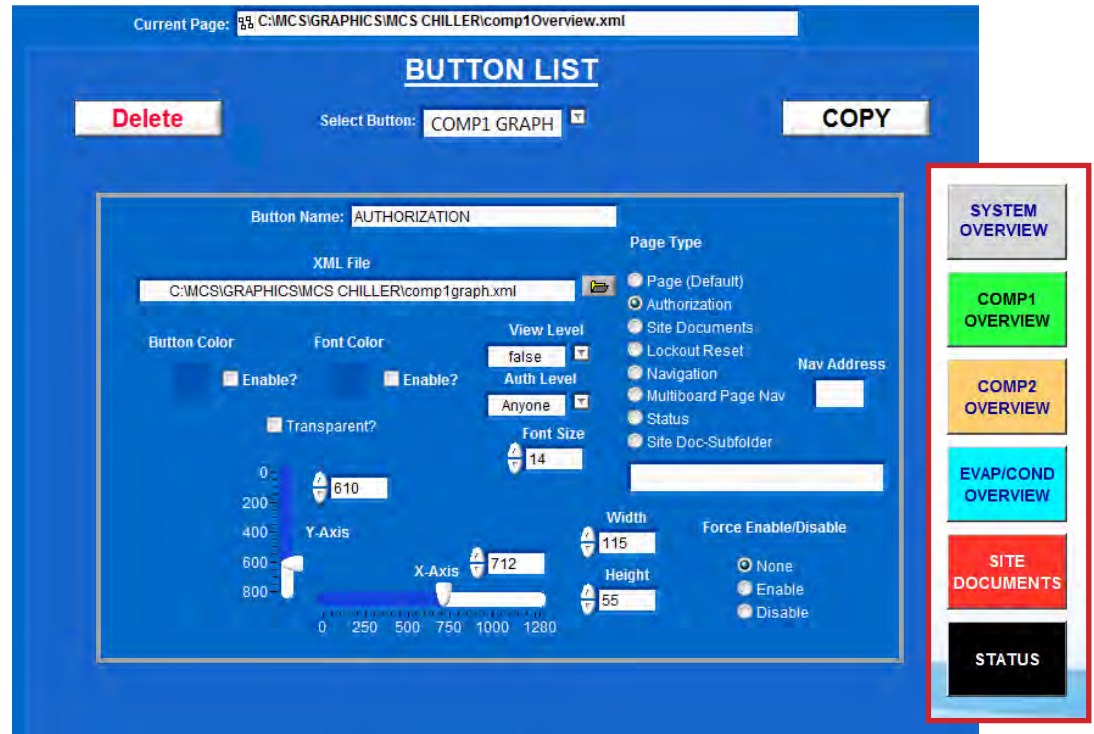 Current Page: C:\MCS\GRAPHICS\MCS CHILLER\comp1Overview.xml
BUTTON LIST
Delete
Select Button: COMP1 GRAPH
COPY
Button Name: AUTHORIZATION
XML File
C:\MCS\GRAPHICS\MCS CHILLER\comp1graph.xml
Button Color
Enable?
Font Color
Enable?
Transparent?
View Level
false
Auth Level
Anyone
Font Size
14
Page Type
Page (Default)
Authorization
Site Documents
Lockout Reset
Navigation
Multiboard Page Nav
Status
Site Doc-Subfolder
Nav Address
0
200
400
600
800
610
Y-Axis
X-Axis 712
0 250 500 750 1000 1280
Width
115
Height
55
Force Enable/Disable
None
Enable
Disable
SYSTEM
OVERVIEW
COMP1
OVERVIEW
COMP2
OVERVIEW
EVAP/COND
OVERVIEW
SITE
DOCUMENTS
STATUS